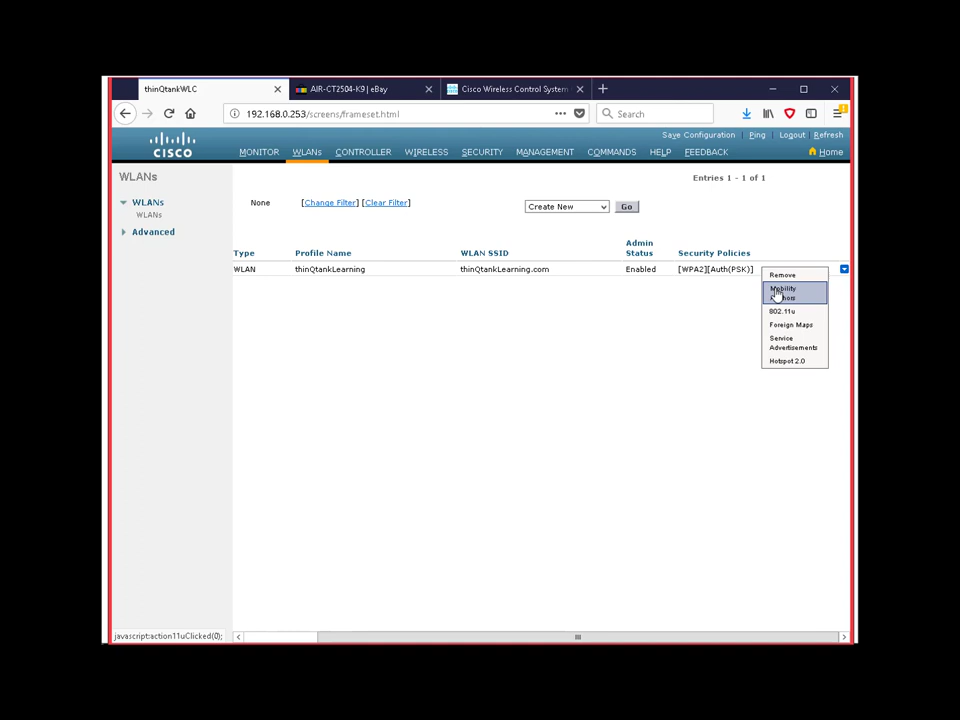 thinQtankWLC
AIR-CT2504-K9 | eBay
Cisco Wireless Control System
192.168.0.253/screens/frameset.html
Search
Save Configuration | Ping | Logout | Refresh
CISCO
MONITOR WLANs CONTROLLER WIRELESS SECURITY MANAGEMENT COMMANDS HELP FEEDBACK
Home
WLANs
Entries 1 - 1 of 1
WLANs
WLANs
Advanced
None [Change Filter] [Clear Filter]
Create New
Go
Type Profile Name WLAN SSID Admin Status Security Policies
WLAN thinQtankLearning thinQtankLearning.com Enabled [WPA2][Auth(PSK)]
Remove
Mobility
802.11u
Foreign Maps
Service
Advertisements
Hotspot 2.0
javascript:action11uClicked(0);